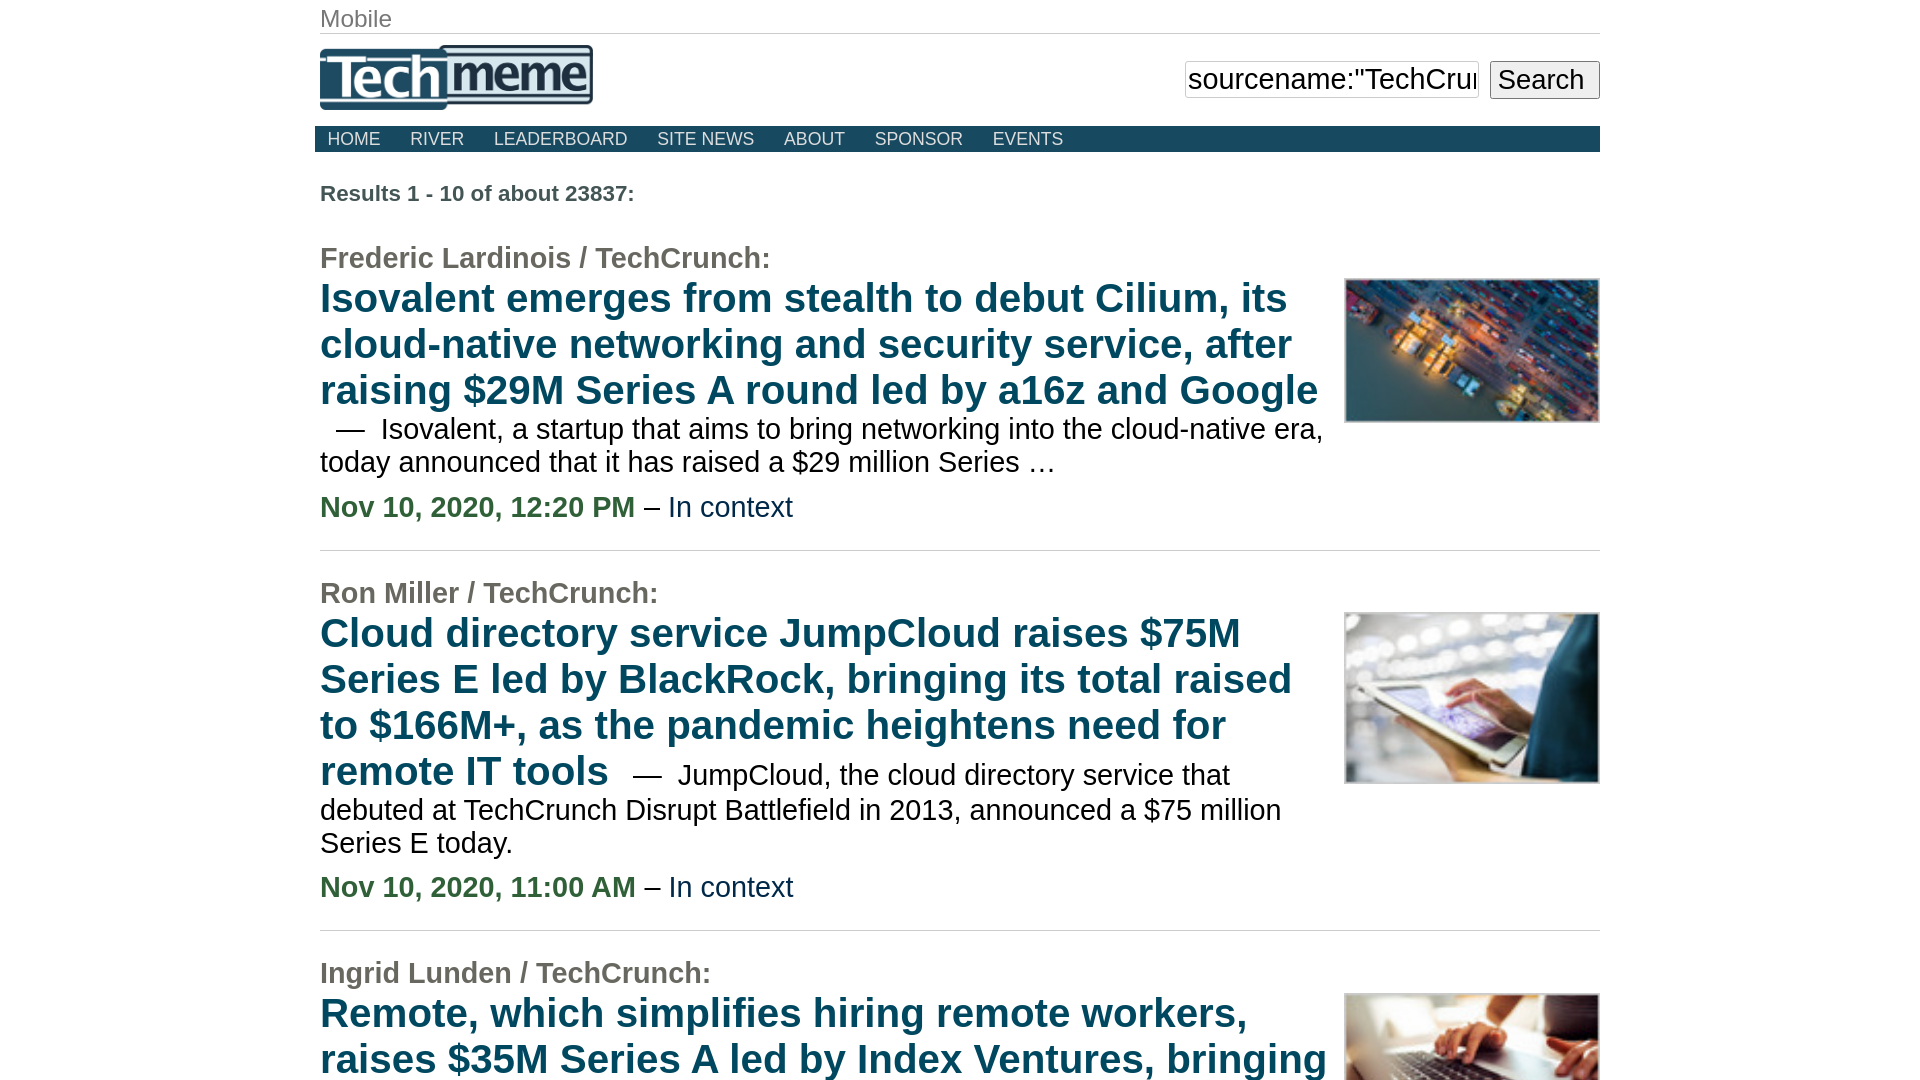 Mobile
Techmeme
sourcename:"TechCrun
Search
HOME RIVER LEADERBOARD SITE NEWS ABOUT SPONSOR EVENTS
Results 1 - 10 of about 23837:
Frederic Lardinois / TechCrunch:
Isovalent emerges from stealth to debut Cilium, its
cloud-native networking and security service, after
raising $29M Series A round led by a16z and Google
— Isovalent, a startup that aims to bring networking into the cloud-native era,
today announced that it has raised a $29 million Series …
Nov 10, 2020, 12:20 PM – In context
Ron Miller / TechCrunch:
Cloud directory service JumpCloud raises $75M
Series E led by BlackRock, bringing its total raised
to $166M+, as the pandemic heightens need for
remote IT tools — JumpCloud, the cloud directory service that
debuted at TechCrunch Disrupt Battlefield in 2013, announced a $75 million
Series E today.
Nov 10, 2020, 11:00 AM – In context
Ingrid Lunden / TechCrunch:
Remote, which simplifies hiring remote workers,
raises $35M Series A led by Index Ventures, bringing